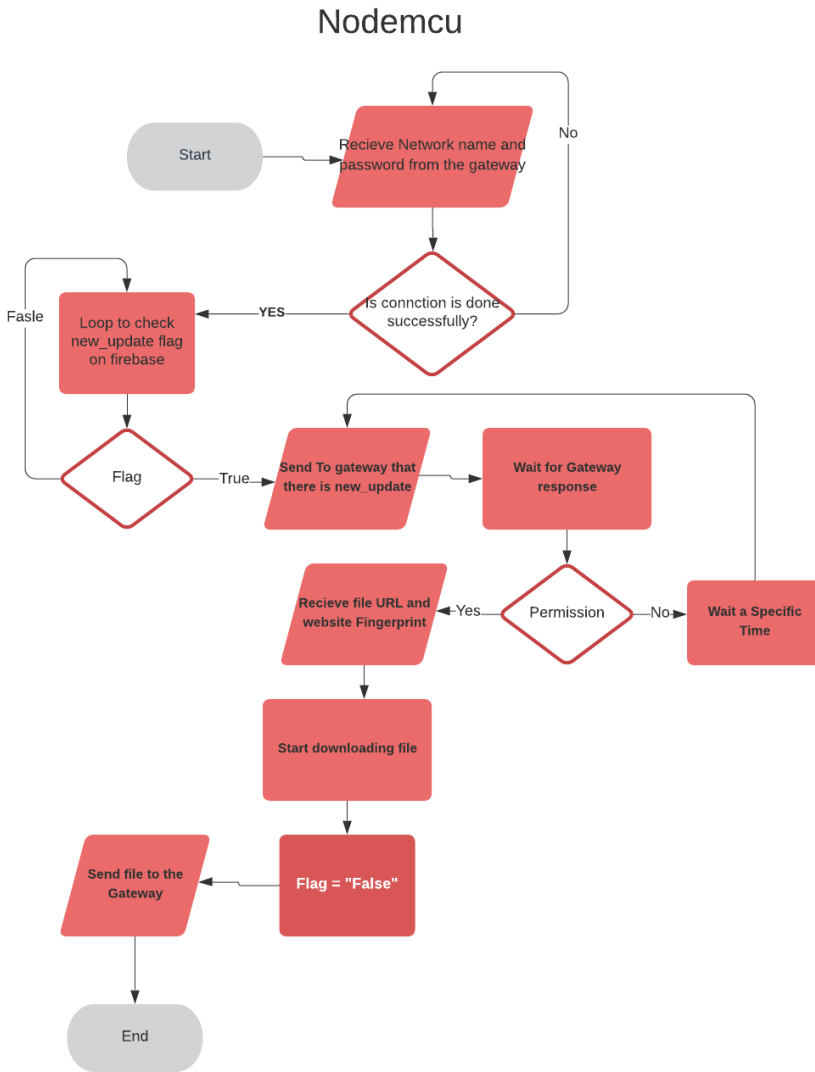 Nodemcu
Start
Recieve Network name and
password from the gateway
No
Is connction is done
successfully?
YES
Fasle
Loop to check
new_update flag
on firebase
Flag
True
Send To gateway that
there is new_update
Wait for Gateway
response
Permission
No
Wait a Specific
Time
Yes
Recieve file URL and
website Fingerprint
Start downloading file
Flag = "False"
Send file to the
Gateway
End